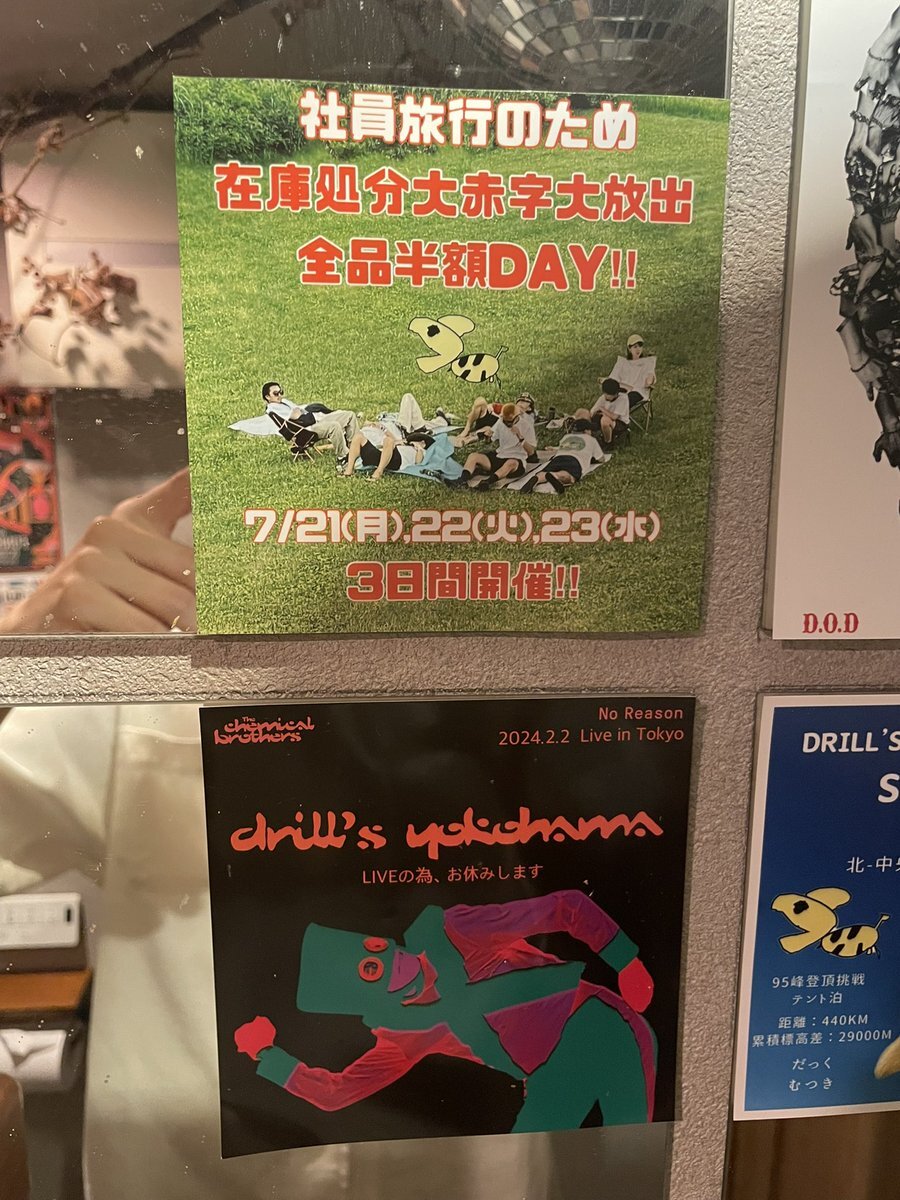 社員旅行のため
在庫処分大赤字大放出
全品半額DAY!!
7/21(月),22(火),23(水)
3日間開催!!
D.O.D
The
chemical
brothers
No Reason
2024.2.2 Live in Tokyo
drill's yokohama
LIVEの為、お休みします
DRILL'S
S
北-中央
95峰登頂挑戦
テント泊
距離：440KM
累積標高差：29000M
だっく
むつき